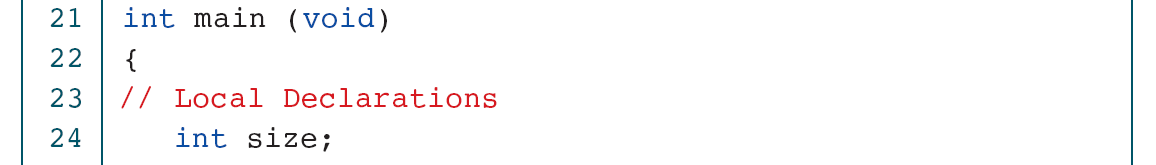 21 int main (void)
22 {
23 // Local Declarations
24 int size;